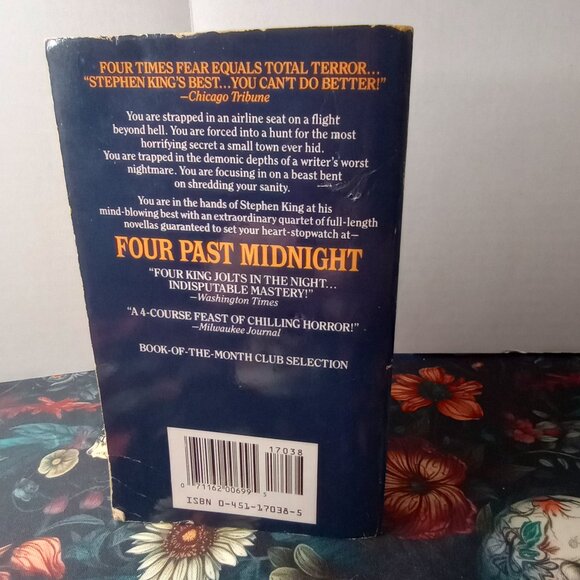 FOUR TIMES FEAR EQUALS TOTAL TERROR...
"STEPHEN KING'S BEST...YOU CAN'T DO BETTER!"
—Chicago Tribune
You are strapped in an airline seat on a flight
beyond hell. You are forced into a hunt for the most
horrifying secret a small town ever hid.
You are trapped in the demonic depths of a writer's worst
nightmare. You are focusing in on a beast bent
on shredding your sanity.
You are in the hands of Stephen King at his
mind-blowing best with an extraordinary quartet of full-length
novellas guaranteed to set your heart-stopwatch at—
FOUR PAST MIDNIGHT
"FOUR KING JOLTS IN THE NIGHT...
INDISPUTABLE MASTERY!"
—Washington Times
"A 4-COURSE FEAST OF CHILLING HORROR!"
—Milwaukee Journal
BOOK-OF-THE-MONTH CLUB SELECTION
17038
0 71162 00699 5
ISBN 0-451-17038-5